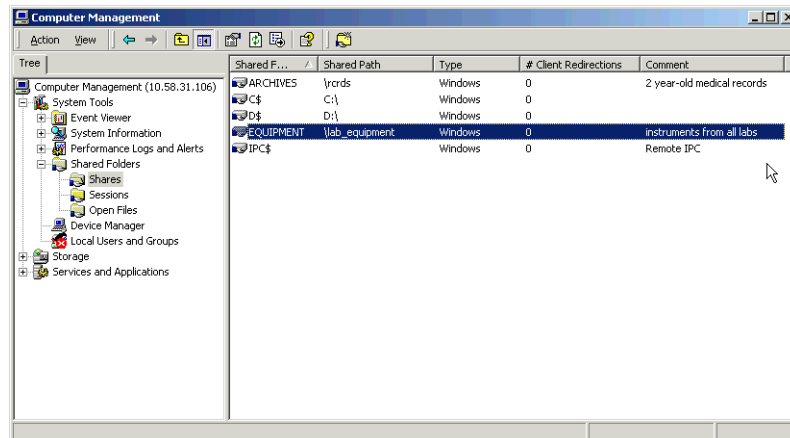 Computer Management
Action View
Tree
Computer Management (10.58.31.106)
System Tools
Event Viewer
System Information
Performance Logs and Alerts
Shared Folders
Shares
Sessions
Open Files
Device Manager
Local Users and Groups
Storage
Services and Applications
Shared F... Shared Path Type # Client Redirections Comment
ARCHIVES \rcrds Windows 0 2 year-old medical records
C$ C:\ Windows 0
D$ D:\ Windows 0
EQUIPMENT \lab_equipment Windows 0 instruments from all labs
IPC$ Windows 0 Remote IPC